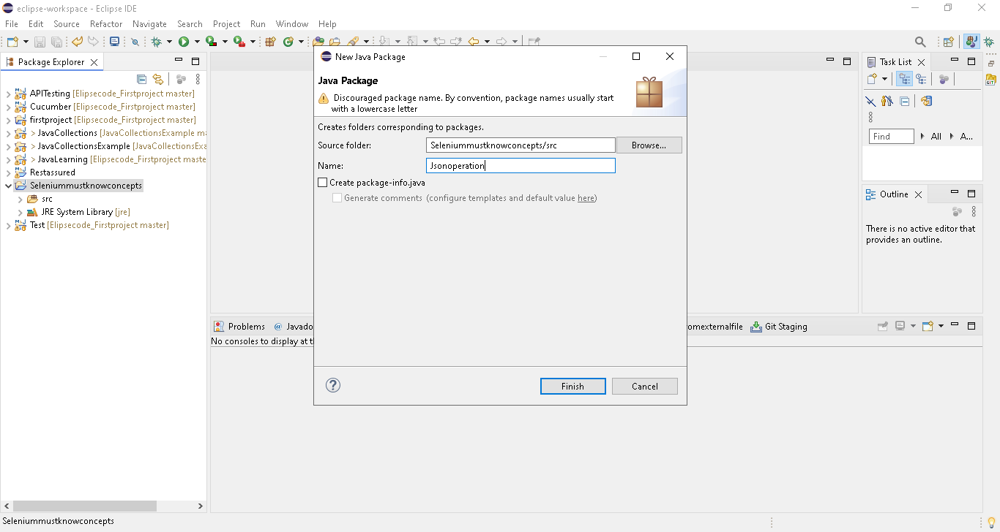 eclipse-workspace - Eclipse IDE
File Edit Source Refactor Navigate Search Project Run Window Help
Package Explorer
APITesting [Elipsecode_Firstproject master]
Cucumber [Elipsecode_Firstproject master]
firstproject [Elipsecode_Firstproject master]
> JavaCollections [JavaCollectionsExample ma
> JavaCollectionsExample [JavaCollectionsExa
> JavaLearning [Elipsecode_Firstproject maste
Restassured
Seleniummustknowconcepts
src
JRE System Library [jre]
Test [Elipsecode_Firstproject master]
New Java Package
Java Package
Discouraged package name. By convention, package names usually start
with a lowercase letter
Creates folders corresponding to packages.
Source folder: Seleniummustknowconcepts/src Browse...
Name: Jsonoperation
Create package-info.java
Generate comments (configure templates and default value here)
? Finish Cancel
Task List
Find All A...
Outline
There is no active editor that
provides an outline.
Problems @ Javado omexternalfile Git Staging
No consoles to display at t
Seleniummustknowconcepts
GIT